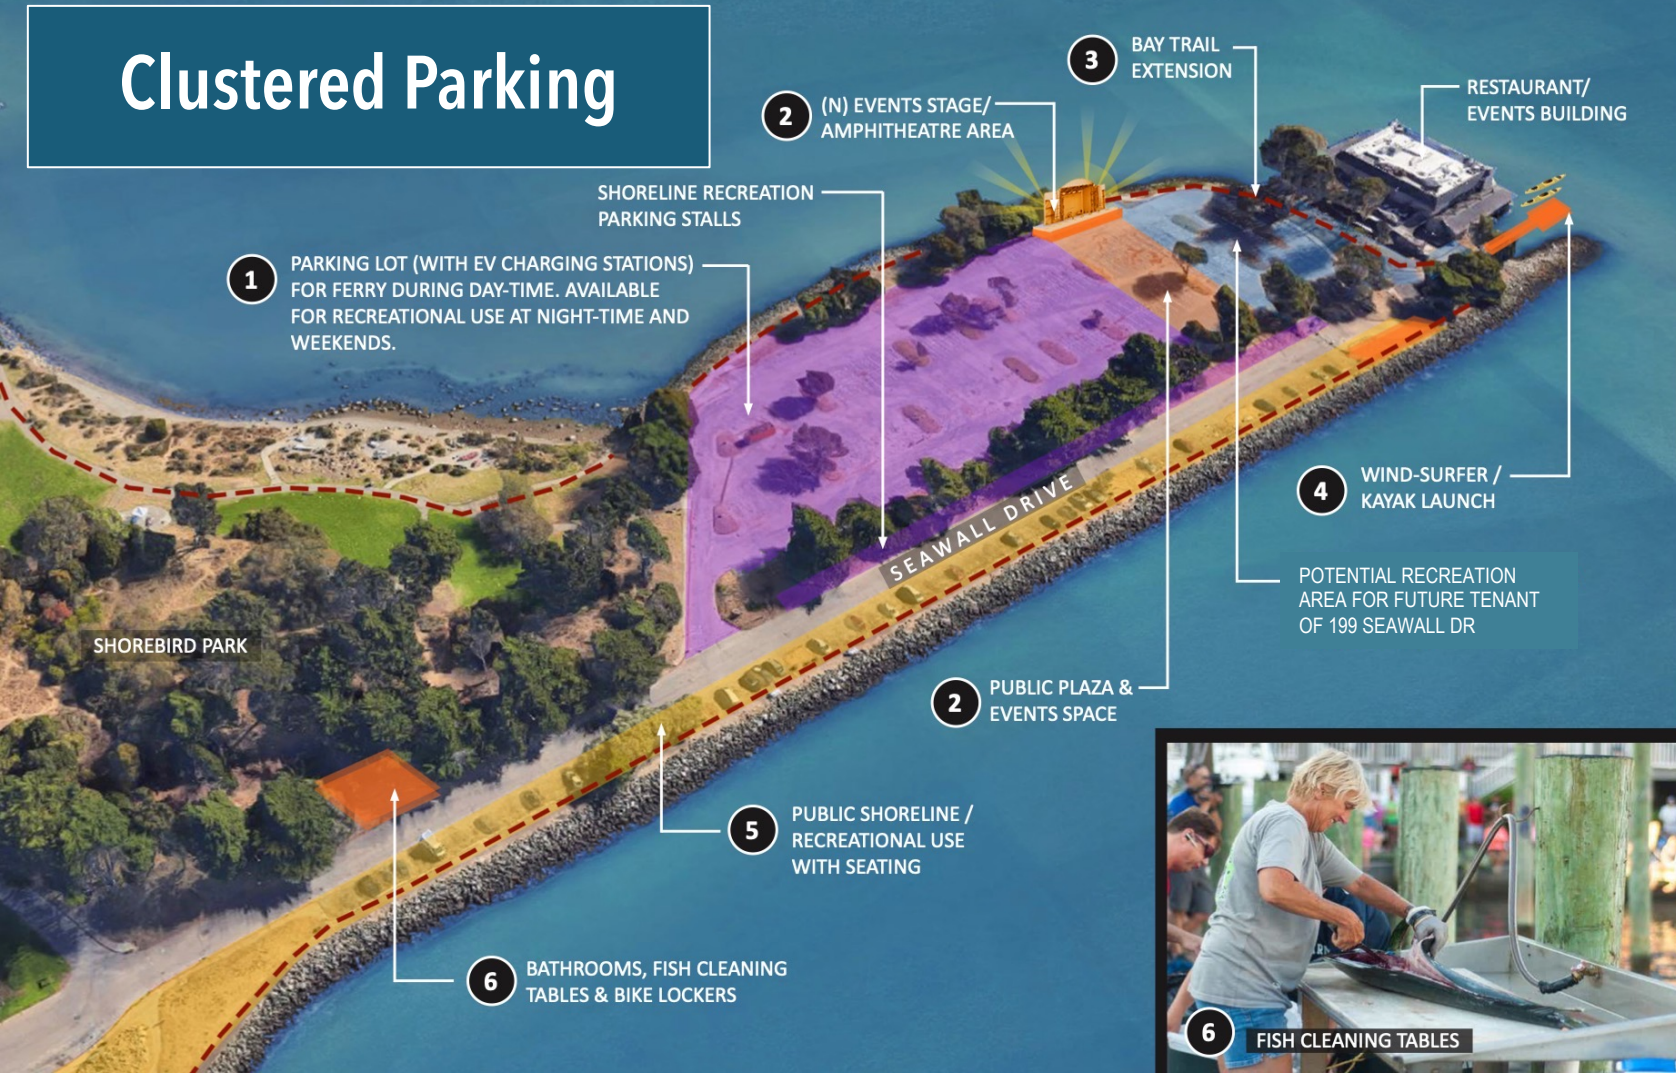 Clustered Parking
3
BAY TRAIL
EXTENSION
RESTAURANT/
EVENTS BUILDING
2
(N) EVENTS STAGE/
AMPHITHEATRE AREA
SHORELINE RECREATION
PARKING STALLS
1
PARKING LOT (WITH EV CHARGING STATIONS)
FOR FERRY DURING DAY-TIME. AVAILABLE
FOR RECREATIONAL USE AT NIGHT-TIME AND
WEEKENDS.
4
WIND-SURFER /
KAYAK LAUNCH
SEAWALL DRIVE
POTENTIAL RECREATION
AREA FOR FUTURE TENANT
OF 199 SEAWALL DR
SHOREBIRD PARK
2
PUBLIC PLAZA &
EVENTS SPACE
5
PUBLIC SHORELINE /
RECREATIONAL USE
WITH SEATING
6
BATHROOMS, FISH CLEANING
TABLES & BIKE LOCKERS
6
FISH CLEANING TABLES